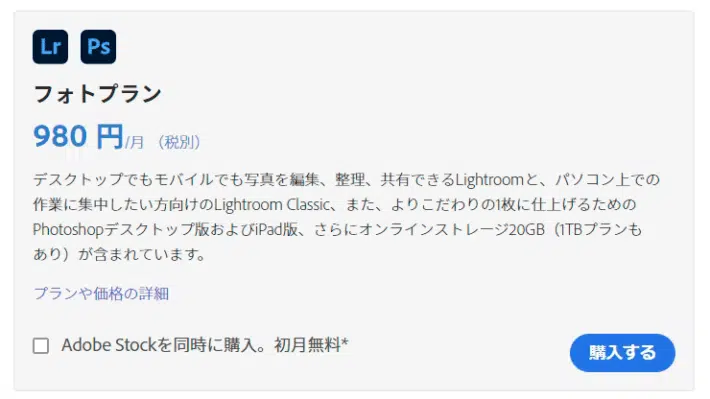 Lr Ps
フォトプラン
980 円/月 （税別）
デスクトップでもモバイルでも写真を編集、整理、共有できるLightroomと、パソコン上での
作業に集中したい方向けのLightroom Classic、また、よりこだわりの1枚に仕上げるための
Photoshopデスクトップ版およびiPad版、さらにオンラインストレージ20GB（1TBプランも
あり）が含まれています。
プランや価格の詳細
Adobe Stockを同時に購入。初月無料*
購入する